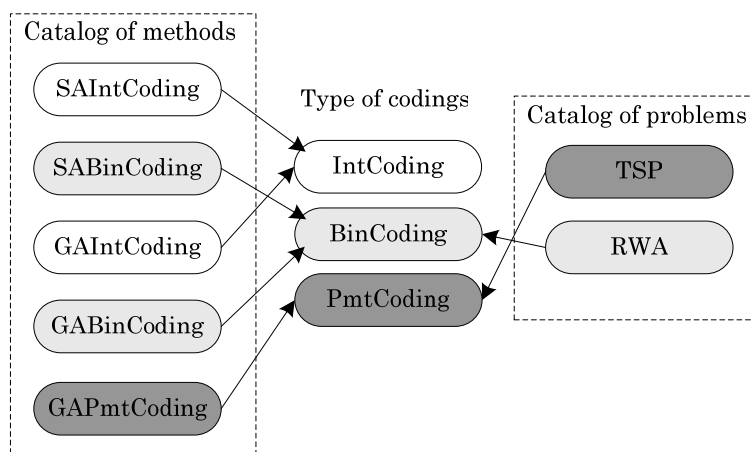 Catalog of methods
SAIntCoding
SABinCoding
GAIntCoding
GABinCoding
GAPmtCoding
Type of codings
IntCoding
BinCoding
PmtCoding
Catalog of problems
TSP
RWA